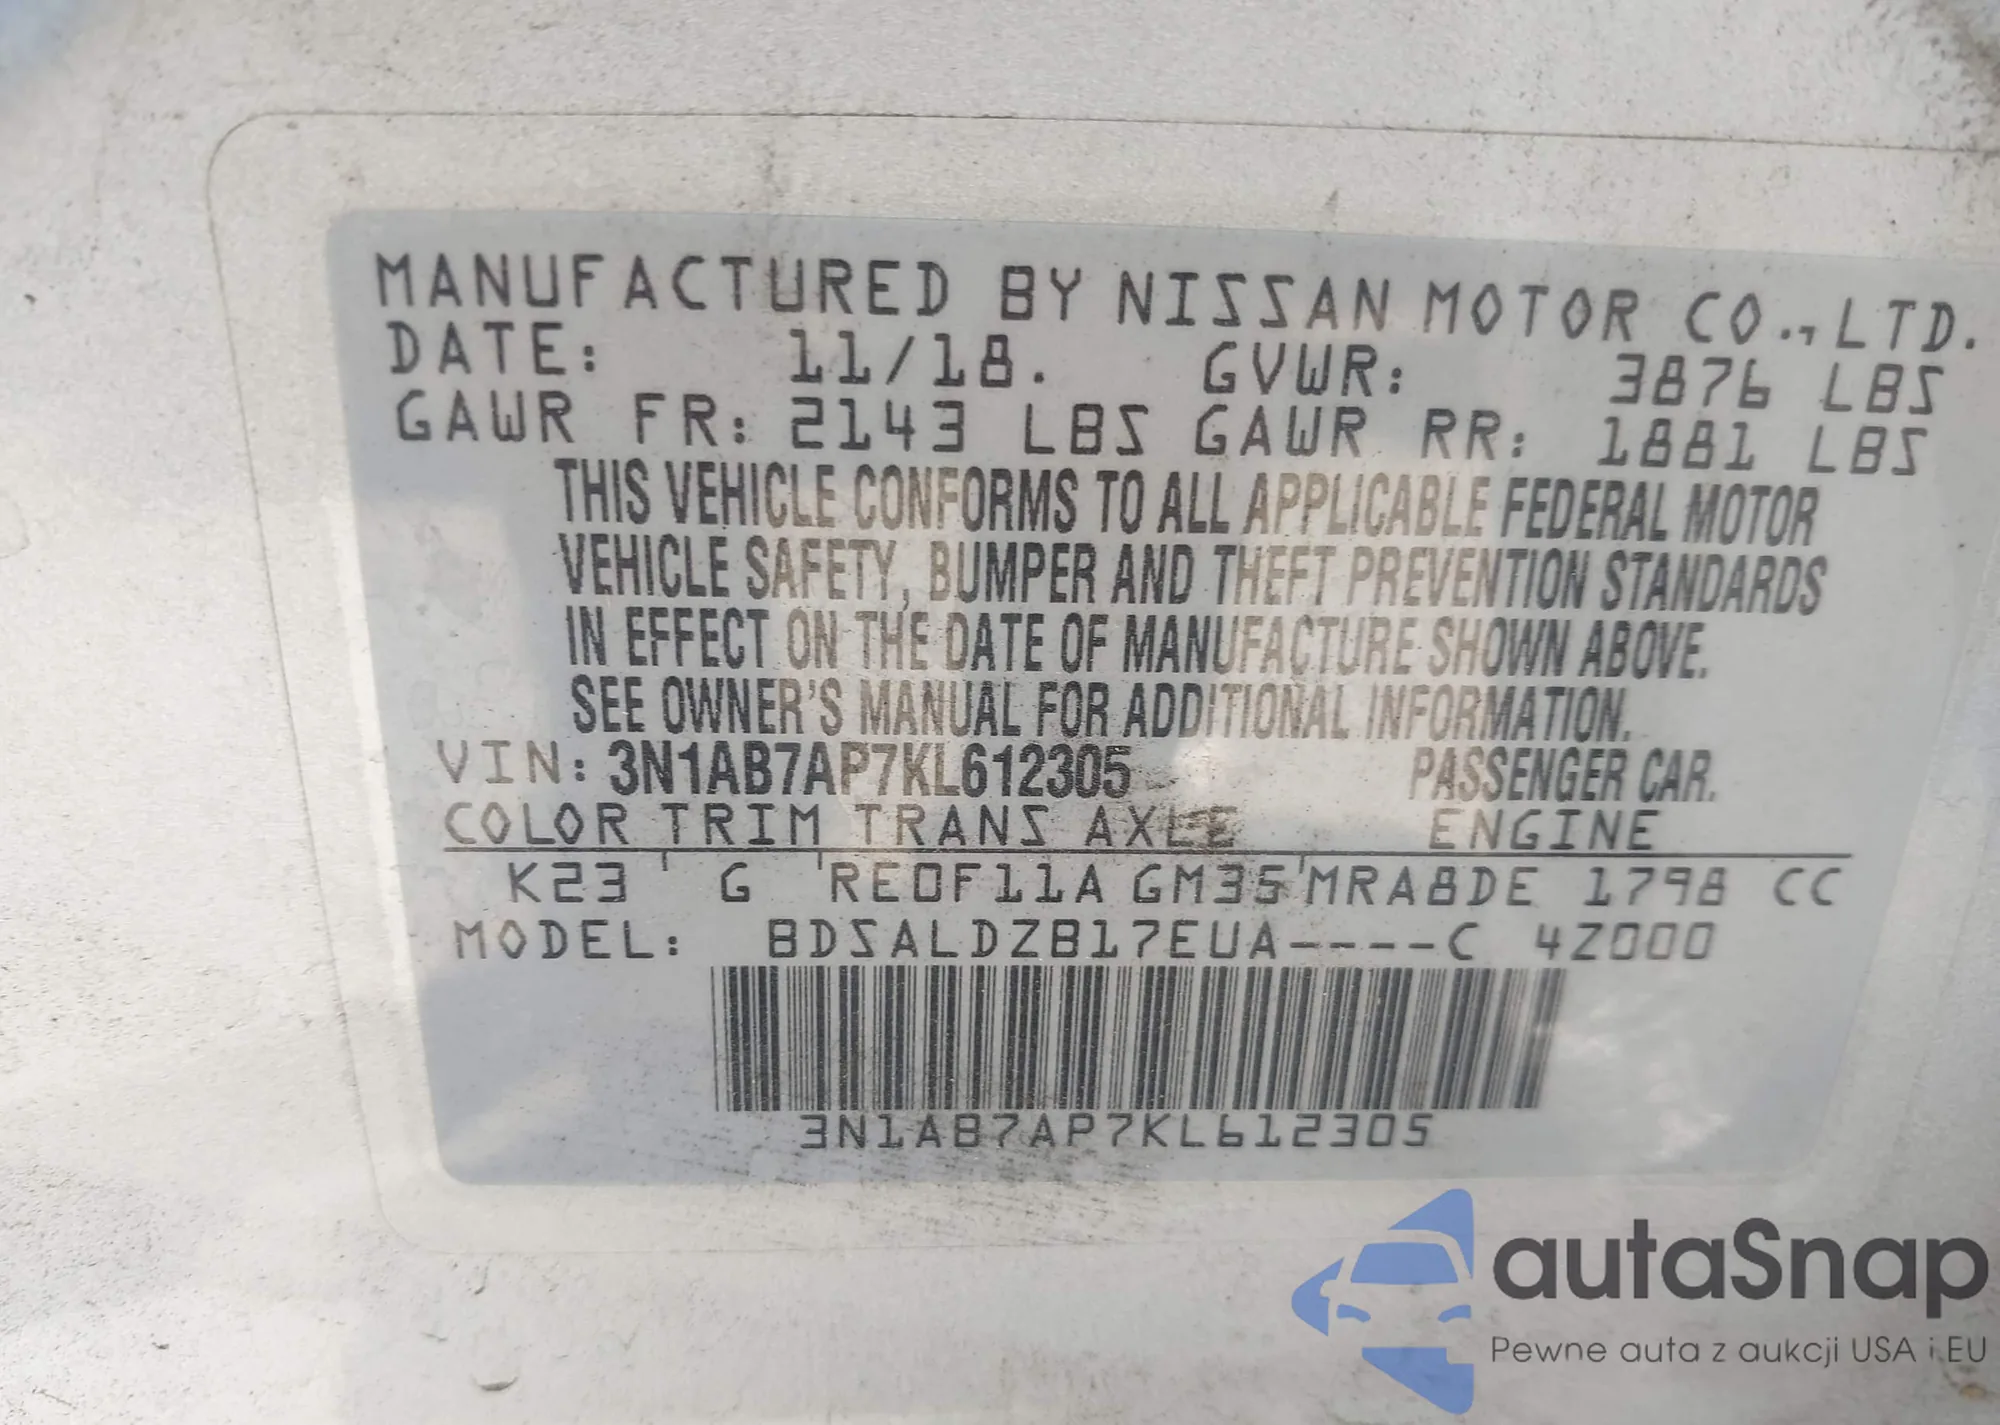 MANUFACTURED BY NISSAN MOTOR CO., LTD.
DATE: 11/18. GVWR: 3876 LBS
GAWR FR: 2143 LBS GAWR RR: 1881 LBS
THIS VEHICLE CONFORMS TO ALL APPLICABLE FEDERAL MOTOR
VEHICLE SAFETY, BUMPER AND THEFT PREVENTION STANDARDS
IN EFFECT ON THE DATE OF MANUFACTURE SHOWN ABOVE.
SEE OWNER'S MANUAL FOR ADDITIONAL INFORMATION.
VIN: 3N1AB7AP7KL612305 PASSENGER CAR.
COLOR TRIM TRANS AXLE ENGINE
K23 ' G ' RE0F11A GM35 ' MRA8DE 1798 CC
MODEL: BDSALDZB17EUA----C 4Z000
3N1AB7AP7KL612305
autaSnap
Pewne auta z aukcji USA i EU